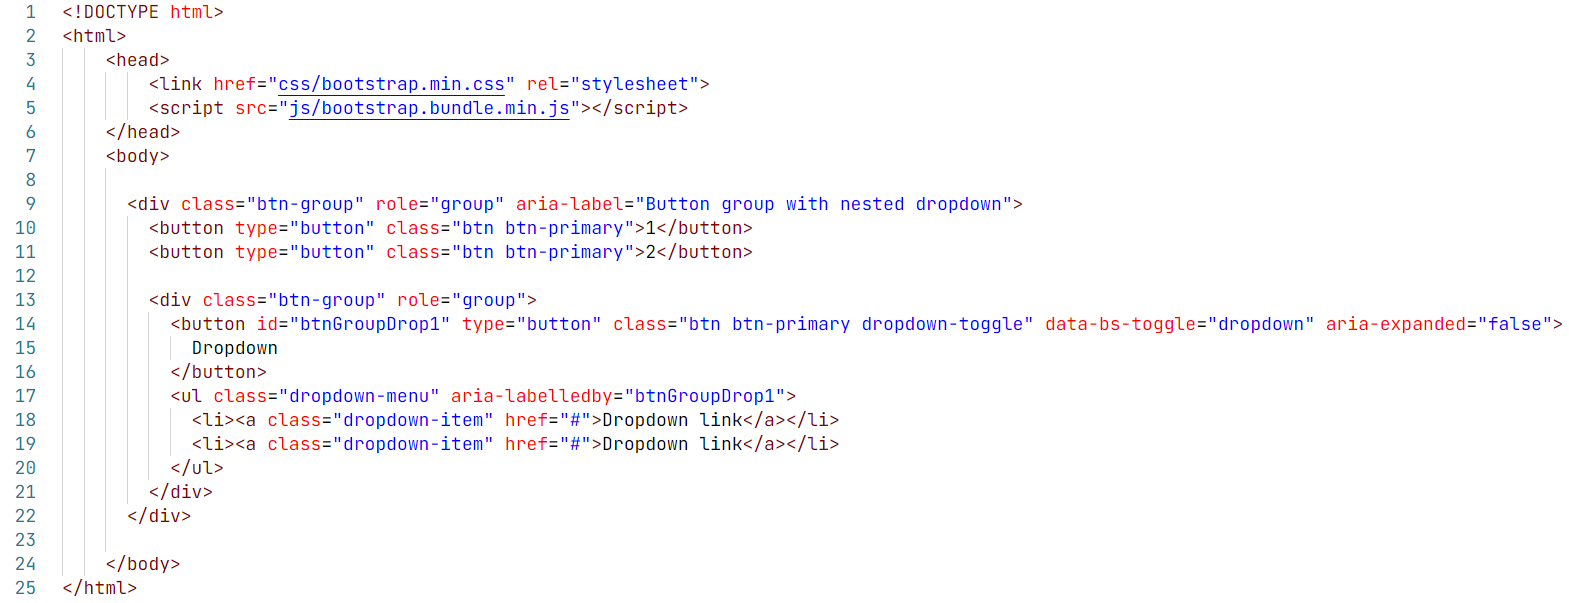 1 <!DOCTYPE html>
2 <html>
3     <head>
4         <link href="css/bootstrap.min.css" rel="stylesheet">
5         <script src="js/bootstrap.bundle.min.js"></script>
6     </head>
7     <body>
8
9       <div class="btn-group" role="group" aria-label="Button group with nested dropdown">
10         <button type="button" class="btn btn-primary">1</button>
11         <button type="button" class="btn btn-primary">2</button>
12
13         <div class="btn-group" role="group">
14           <button id="btnGroupDrop1" type="button" class="btn btn-primary dropdown-toggle" data-bs-toggle="dropdown" aria-expanded="false">
15             Dropdown
16           </button>
17           <ul class="dropdown-menu" aria-labelledby="btnGroupDrop1">
18             <li><a class="dropdown-item" href="#">Dropdown link</a></li>
19             <li><a class="dropdown-item" href="#">Dropdown link</a></li>
20           </ul>
21         </div>
22       </div>
23
24     </body>
25 </html>